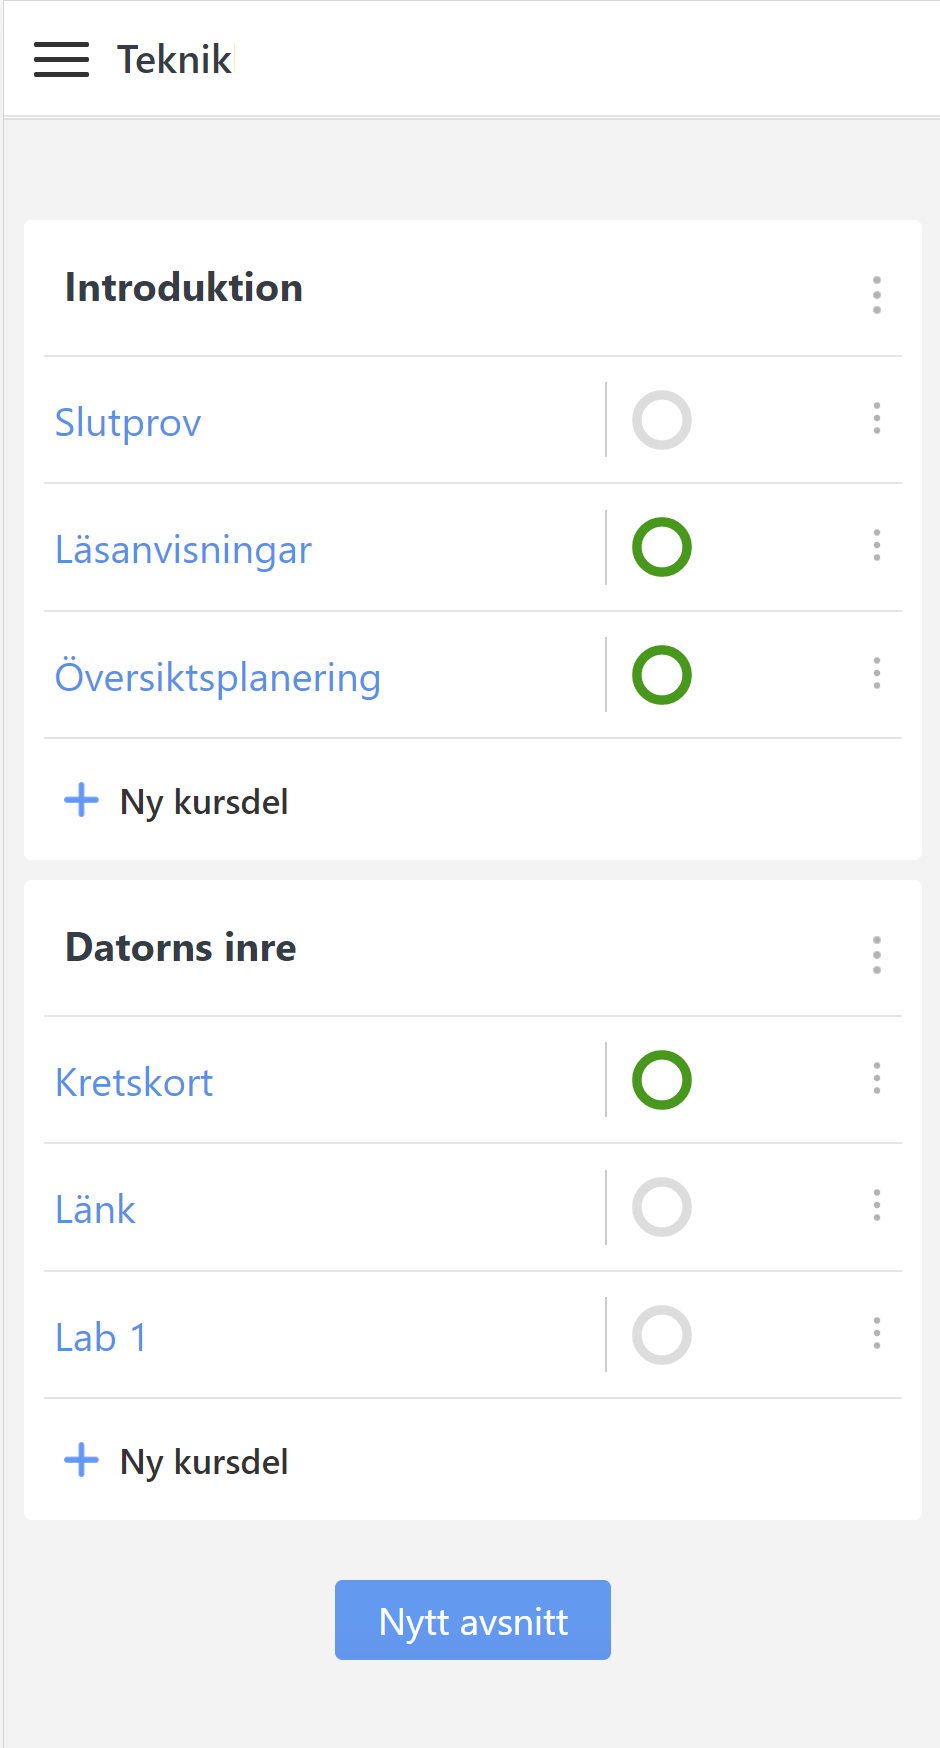 Teknik
Introduktion
Slutprov
Läsanvisningar
Översiktsplanering
Ny kursdel
Datorns inre
Kretskort
Länk
Lab 1
Ny kursdel
Nytt avsnitt